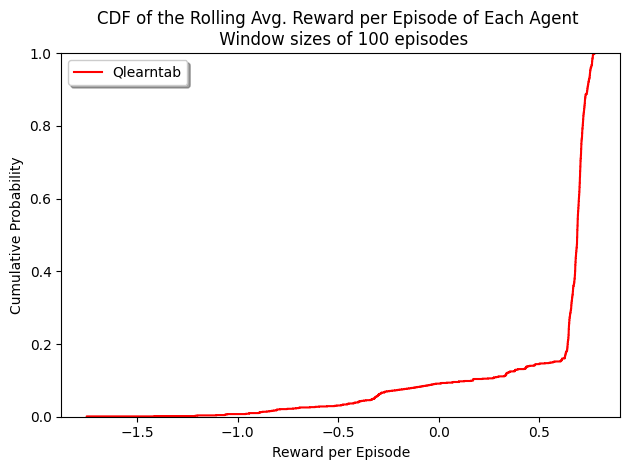 CDF of the Rolling Avg. Reward per Episode of Each Agent
Window sizes of 100 episodes
Qlearntab
1.0
0.8
0.6
0.4
0.2
0.0
Cumulative Probability
−1.5 −1.0 −0.5 0.0 0.5
Reward per Episode